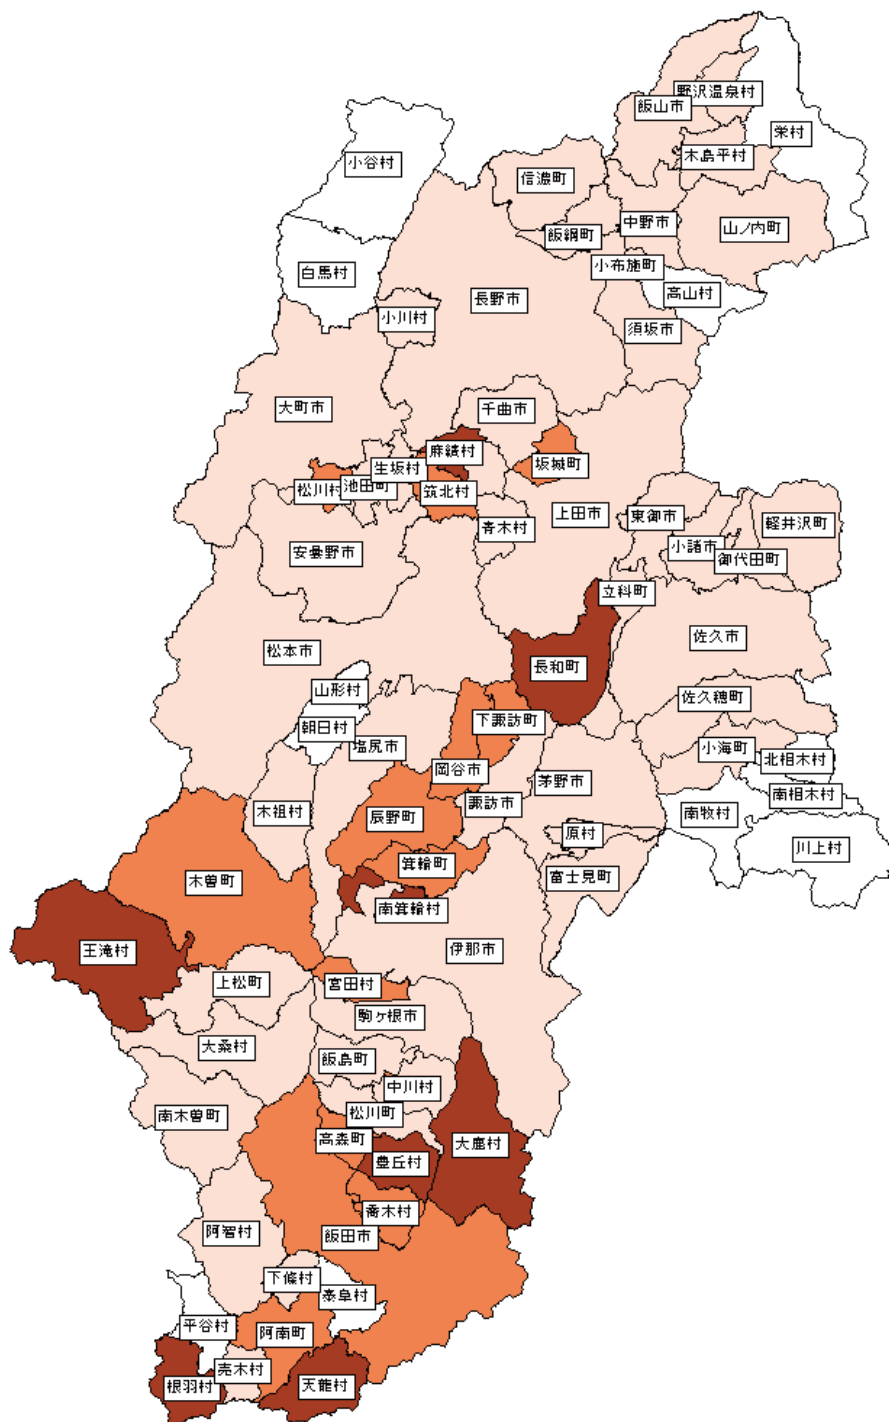 野沢温泉村
飯山市
栄村
木島平村
小谷村
信濃町
中野市
山ノ内町
飯綱町
小布施町
白馬村
高山村
長野市
小川村
須坂市
大町市
千曲市
麻績村
坂城町
生坂村
松川村
池田町
筑北村
上田市
東御市
軽井沢町
青木村
小諸市
御代田町
安曇野市
立科町
佐久市
松本市
長和町
山形村
佐久穂町
朝日村
下諏訪町
塩尻市
小海町
北相木村
岡谷市
茅野市
南相木村
諏訪市
木祖村
南牧村
辰野町
原村
川上村
箕輪町
富士見町
木曽町
南箕輪村
王滝村
伊那市
上松町
宮田村
駒ヶ根市
大桑村
飯島町
中川村
南木曽町
松川町
高森町
大鹿村
豊丘村
喬木村
阿智村
飯田市
下條村
泰阜村
平谷村
阿南町
売木村
根羽村
天龍村